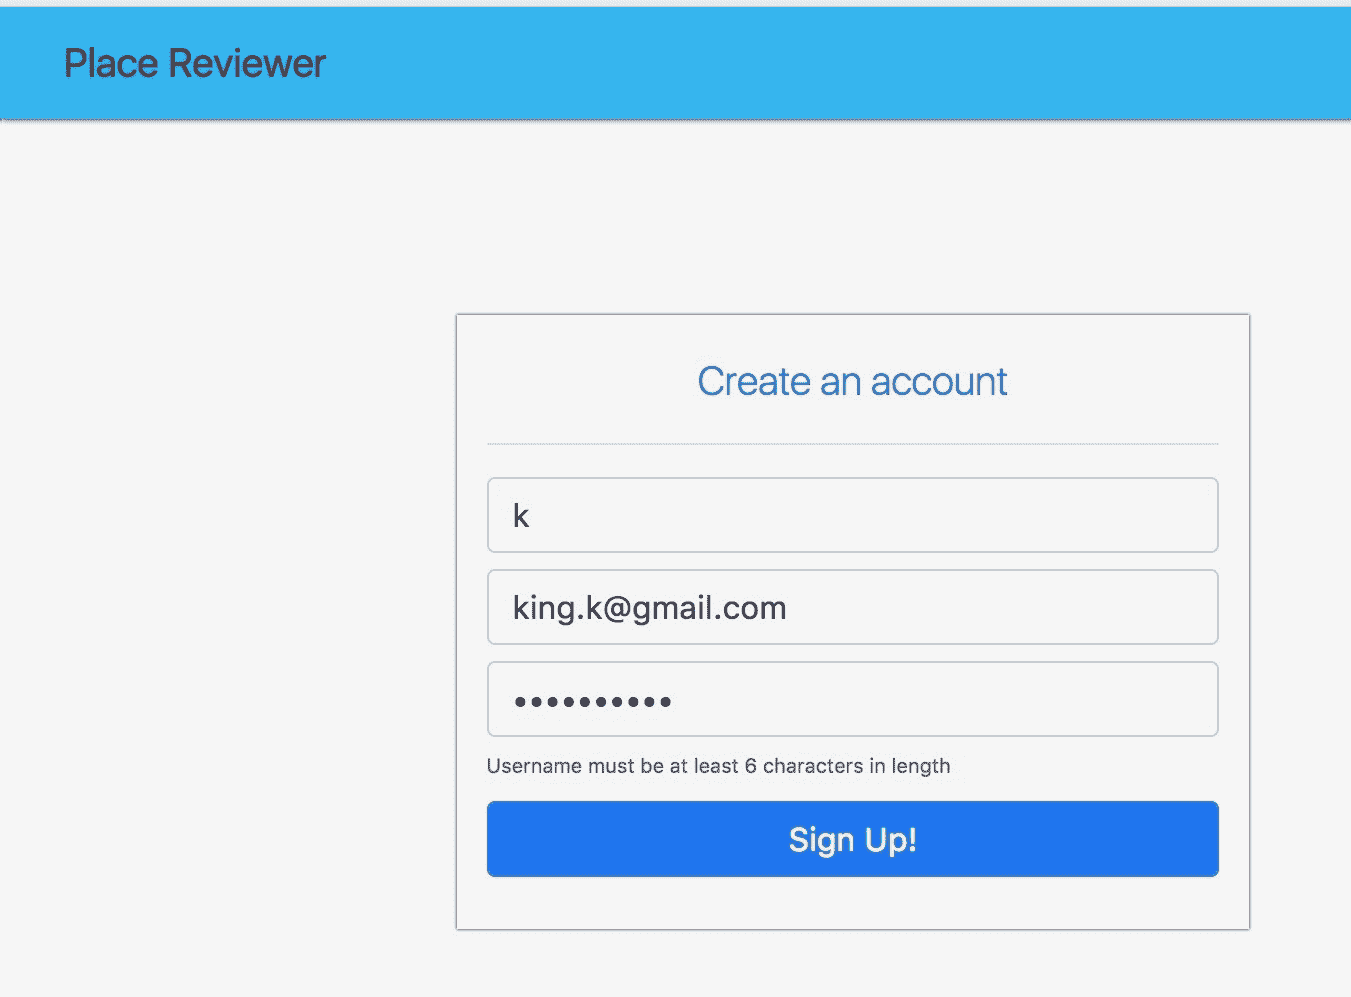 Place Reviewer
Create an account
k
king.k@gmail.com
••••••••••
Username must be at least 6 characters in length
Sign Up!